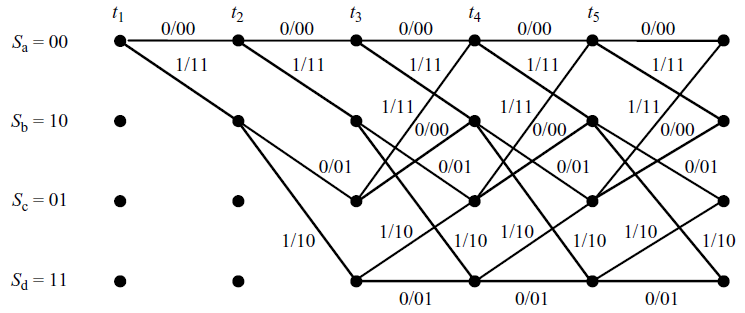 t1 t2 t3 t4 t5
0/00 0/00 0/00 0/00 0/00
Sa = 00
1/11 1/11 1/11 1/11 1/11
1/11 1/11 1/11
Sb = 10
0/00 0/00 0/00
0/01 0/01 0/01 0/01
Sc = 01
1/10 1/10 1/10
1/10 1/10 1/10 1/10
Sd = 11
0/01 0/01 0/01